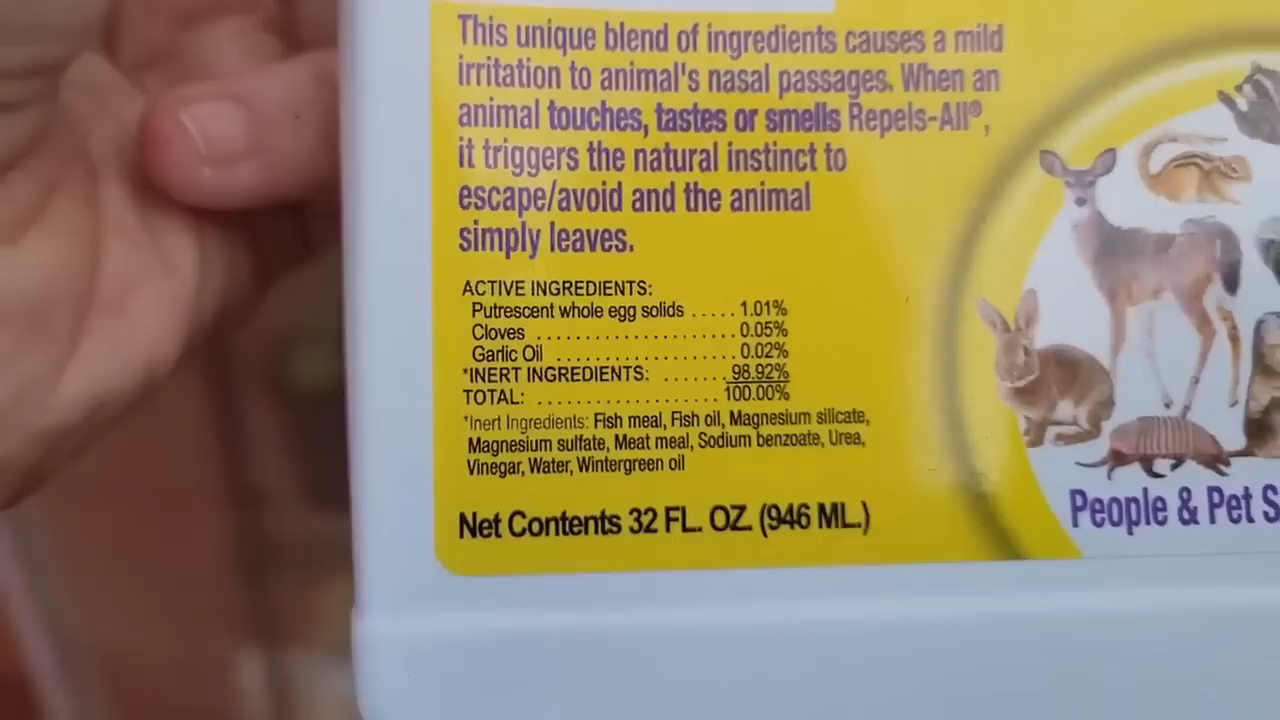 This unique blend of ingredients causes a mild
irritation to animal's nasal passages. When an
animal touches, tastes or smells Repels-All®,
it triggers the natural instinct to
escape/avoid and the animal
simply leaves.
ACTIVE INGREDIENTS:
Putrescent whole egg solids ..... 1.01%
Cloves .................... 0.05%
Garlic Oil .................. 0.02%
*INERT INGREDIENTS: ....... 98.92%
TOTAL: .................... 100.00%
*Inert Ingredients: Fish meal, Fish oil, Magnesium silicate,
Magnesium sulfate, Meat meal, Sodium benzoate, Urea,
Vinegar, Water, Wintergreen oil
Net Contents 32 FL. OZ. (946 ML.)
People & Pet S